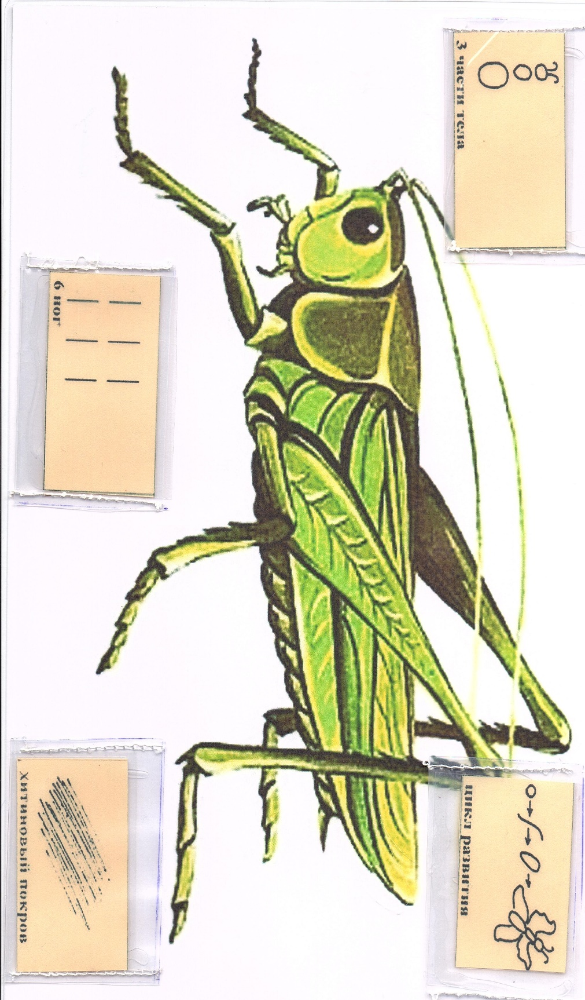 3 части тела
6 ног
цикл развития
хитиновый покров